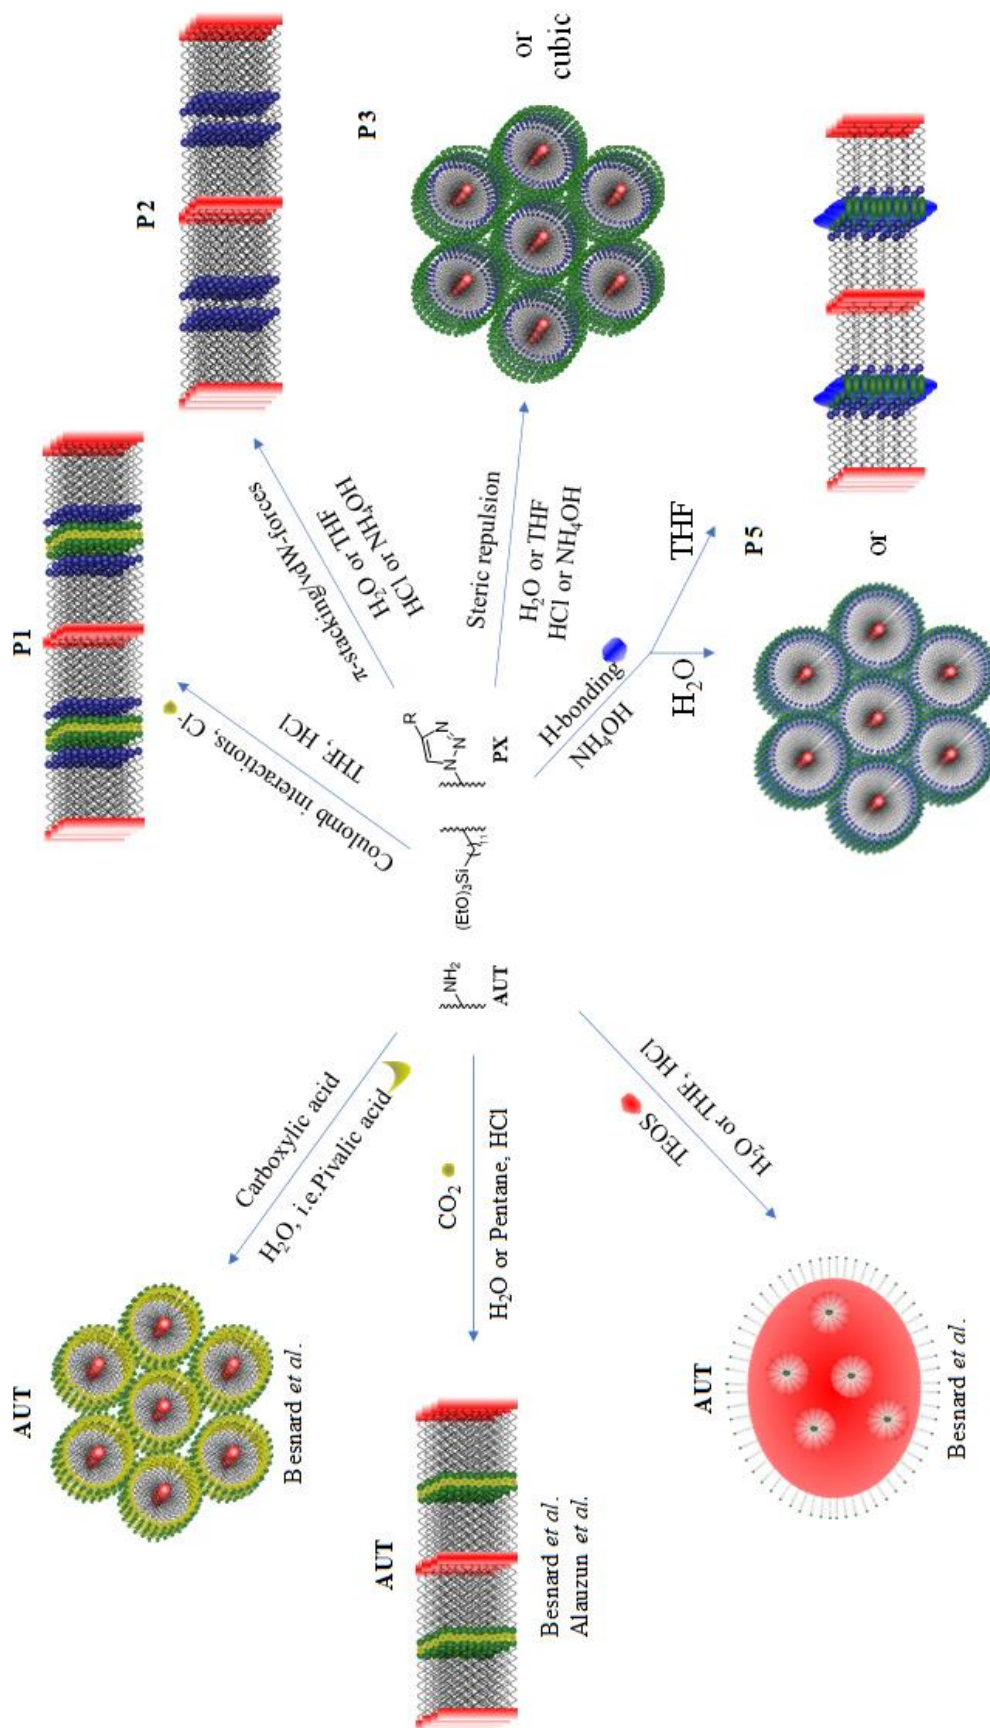 AUT
Besnard et al.
AUT
Besnard et al.
Alauzun et al.
AUT
Besnard et al.
Carboxylic acid
H₂O, i.e.Pivalic acid
CO₂
H₂O or Pentane, HCl
TEOS
H₂O or THF, HCl
NH₂
AUT
(EtO)₃Si
11
R
N
N
N
PX
Coulomb interactions, Cl⁻
THF, HCl
P1
π-stacking/vdW-forces
H₂O or THF
HCl or NH₄OH
P2
Steric repulsion
H₂O or THF
HCl or NH₄OH
P3
or
cubic
H-bonding
NH₄OH
H₂O
THF
P5
or